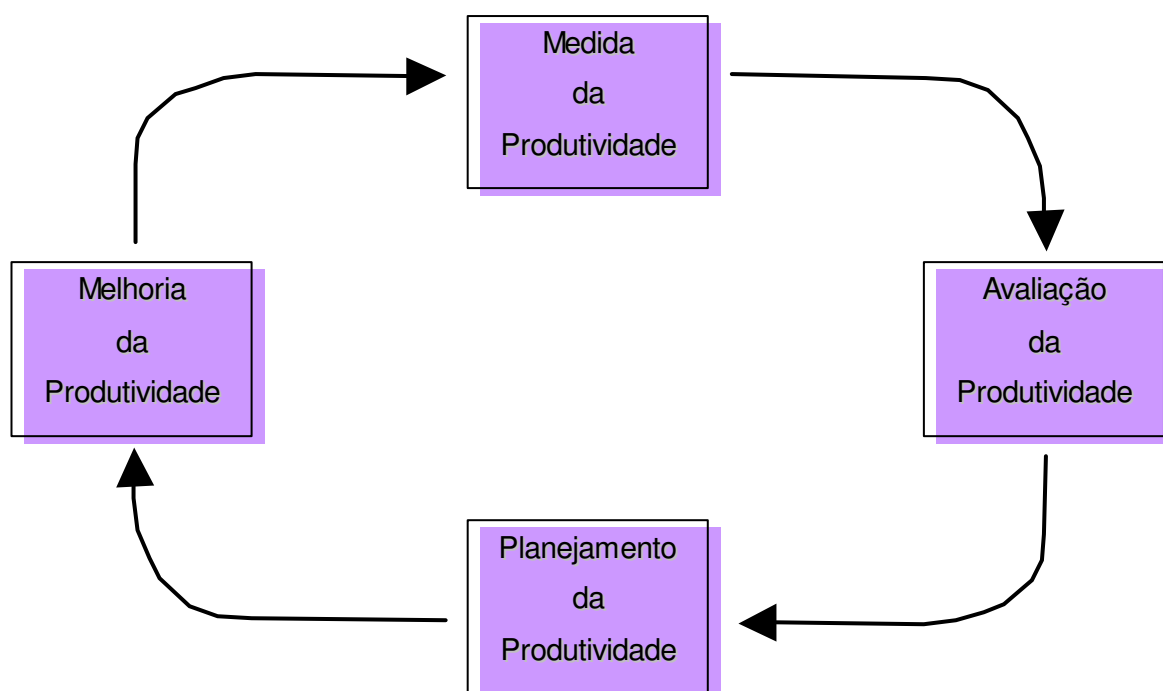 Medida
da
Produtividade
Melhoria
da
Produtividade
Avaliação
da
Produtividade
Planejamento
da
Produtividade